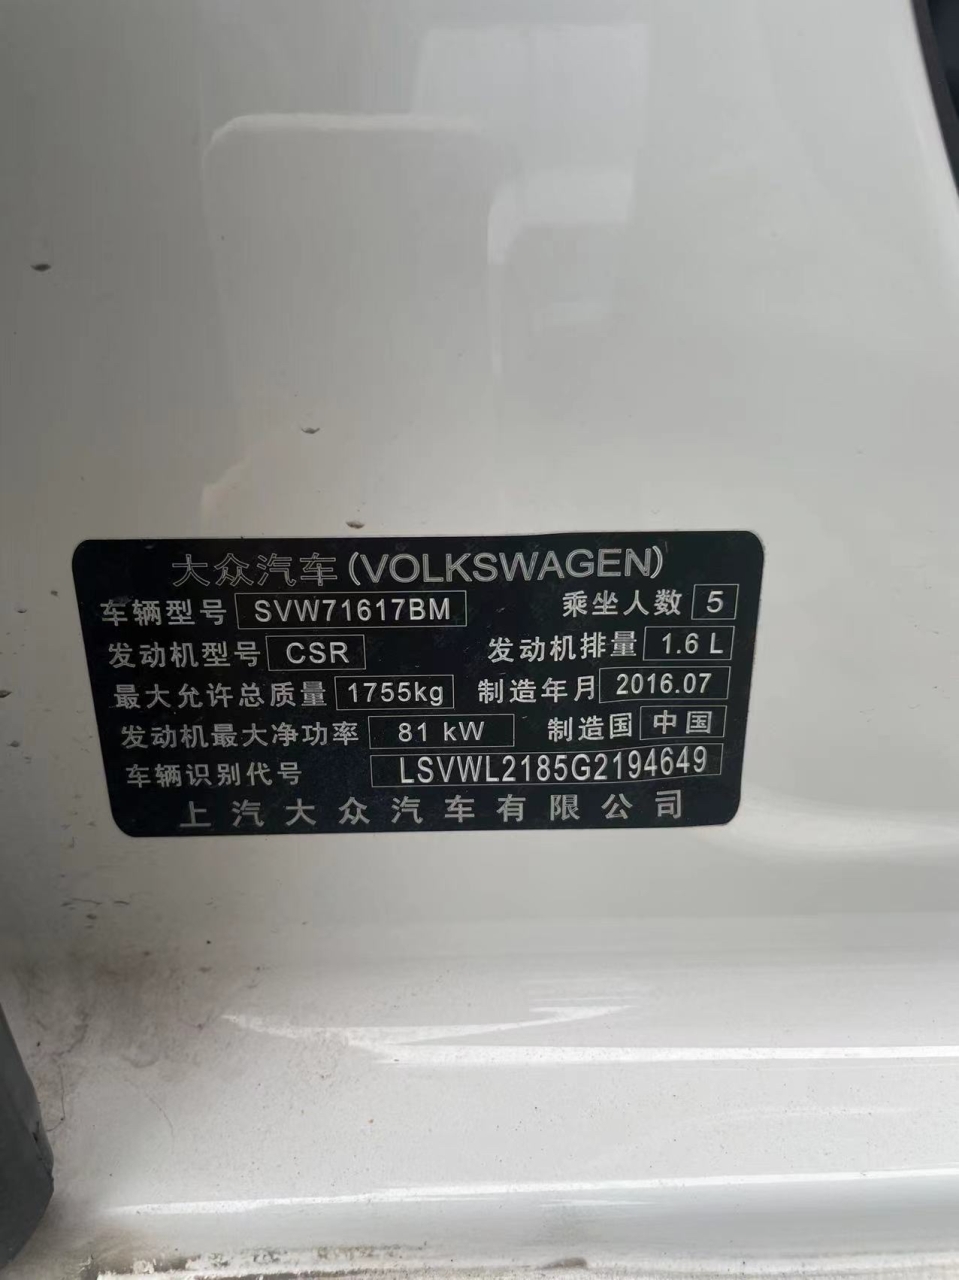 大众汽车(VOLKSWAGEN)
车辆型号 SVW71617BM 乘坐人数 5
发动机型号 CSR 发动机排量 1.6 L
最大允许总质量 1755kg 制造年月 2016.07
发动机最大净功率 81 kW 制造国 中国
车辆识别代号 LSVWL2185G2194649
上汽大众汽车有限公司